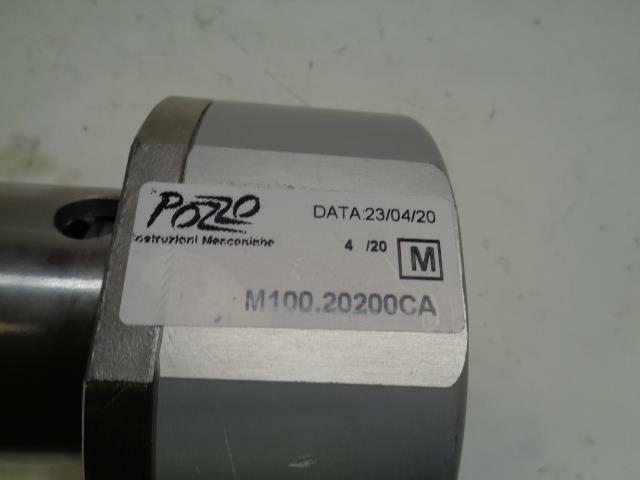 POZZO
Costruzioni Meccaniche
DATA:23/04/20
4 /20 M
M100.20200CA